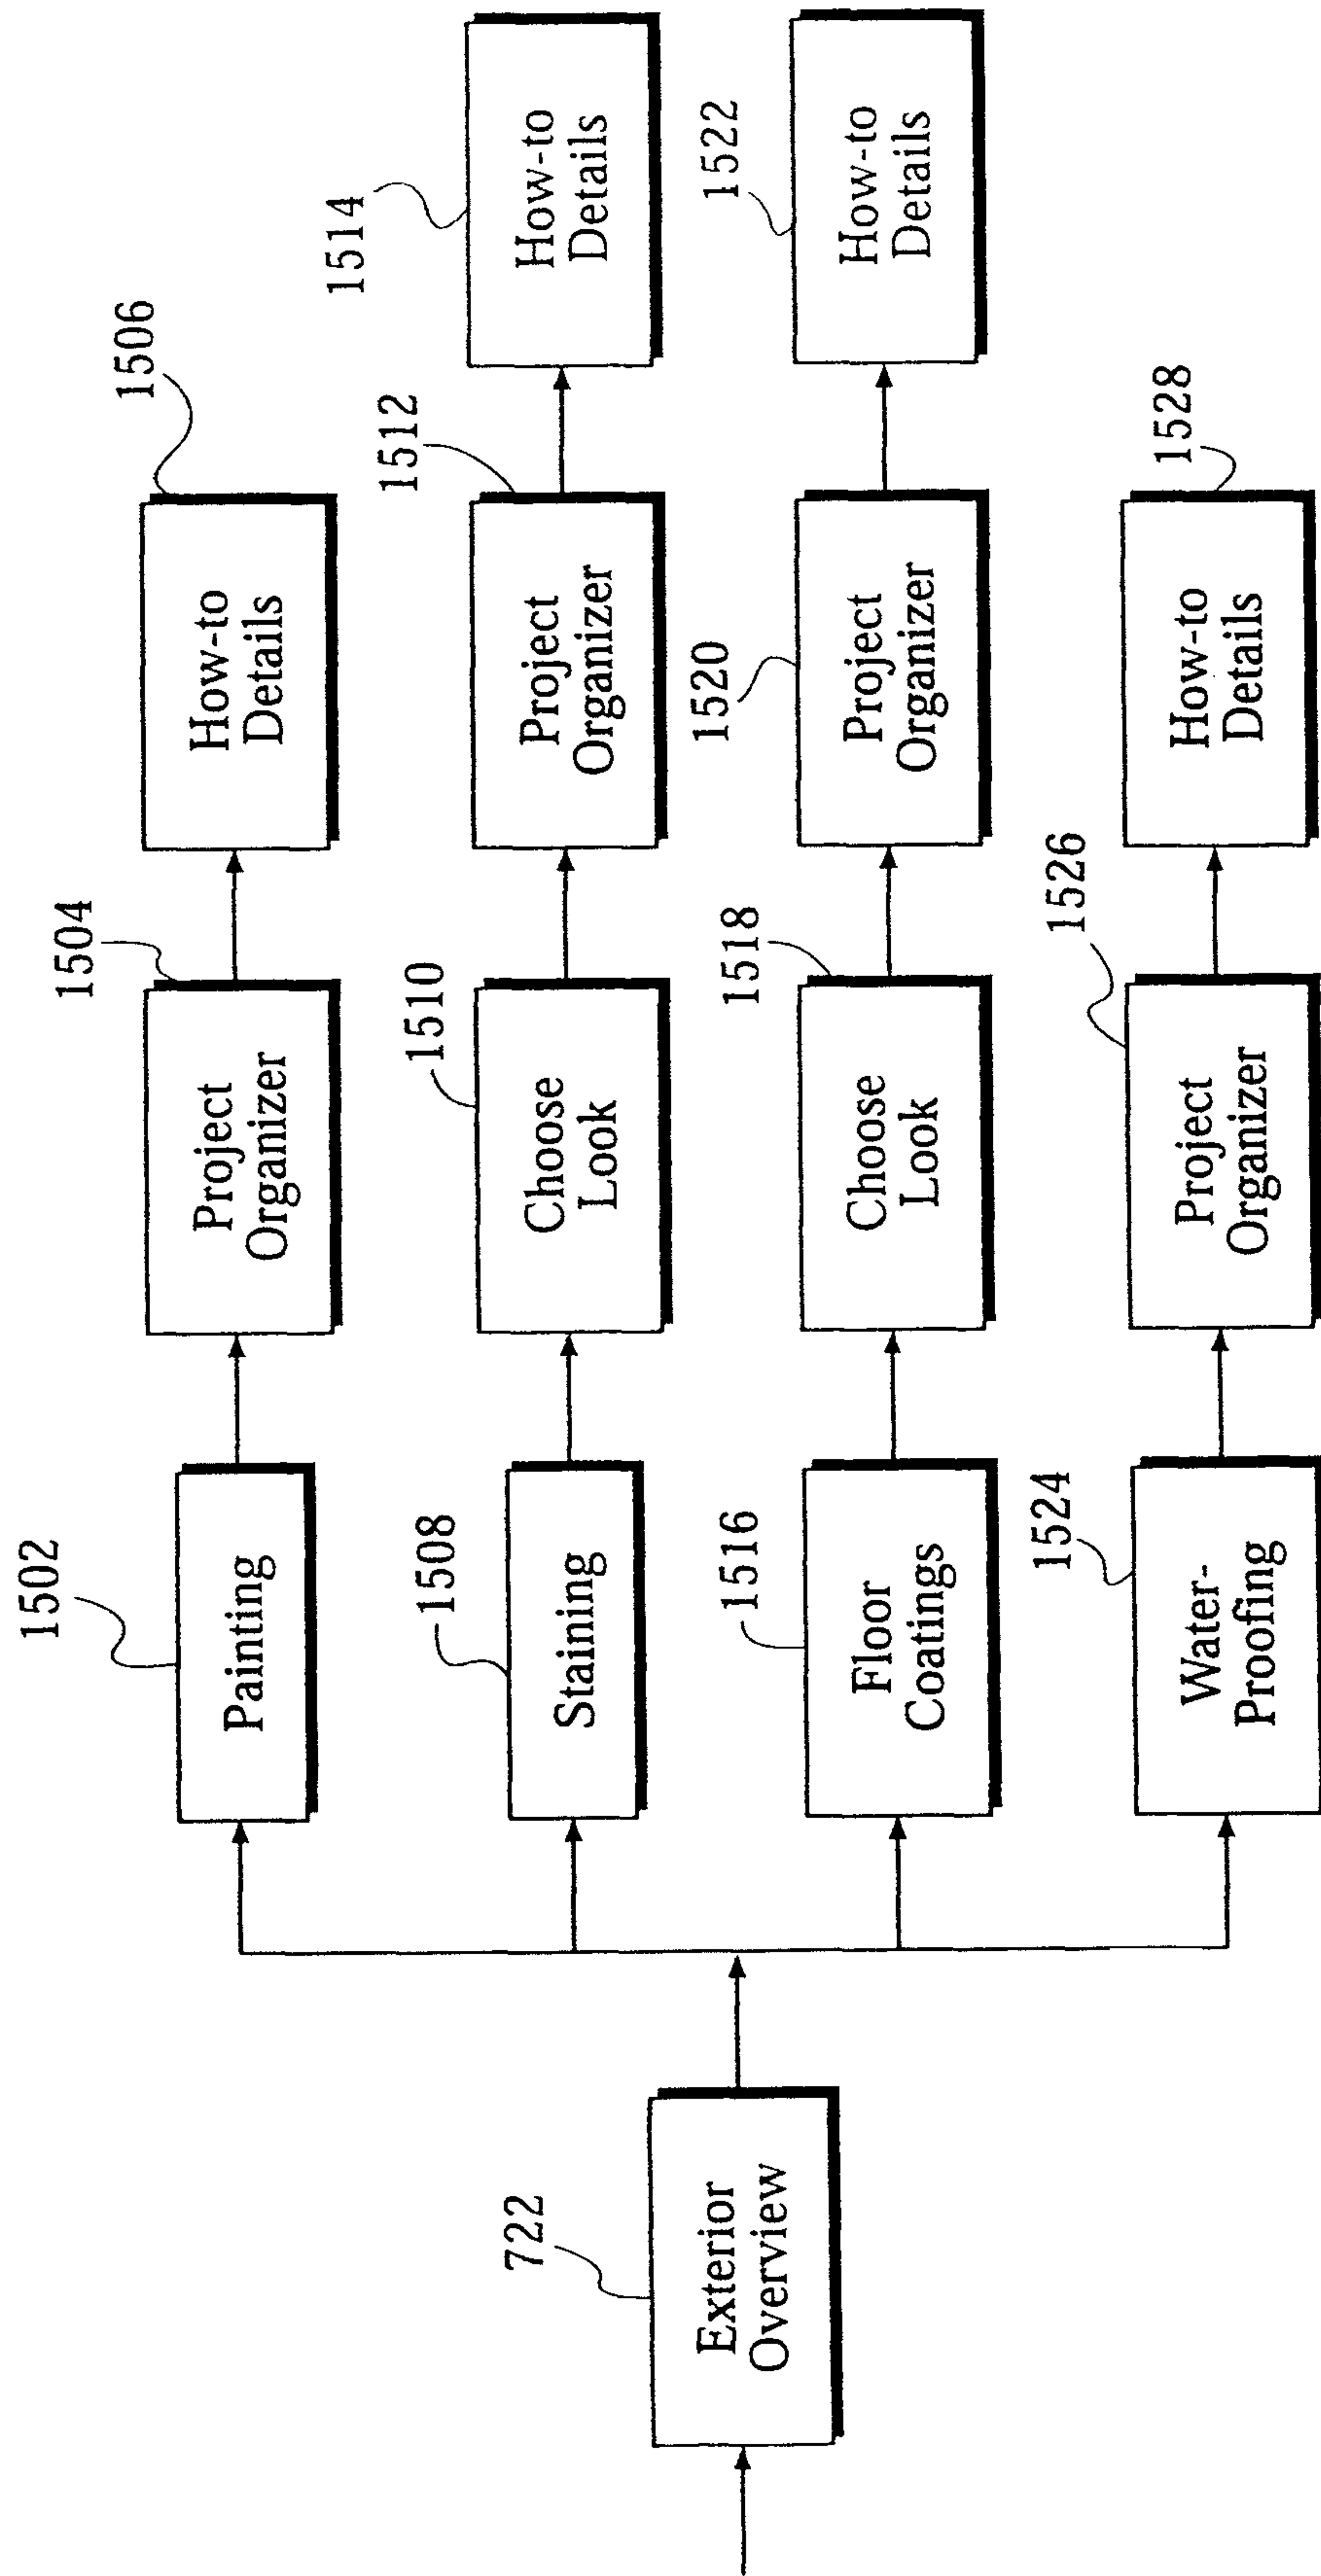 722
Exterior
Overview
1502
Painting
1504
Project
Organizer
1506
How-to
Details
1508
Staining
1510
Choose
Look
1512
Project
Organizer
1514
How-to
Details
1516
Floor
Coatings
1518
Choose
Look
1520
Project
Organizer
1522
How-to
Details
1524
Water-
Proofing
1526
Project
Organizer
1528
How-to
Details